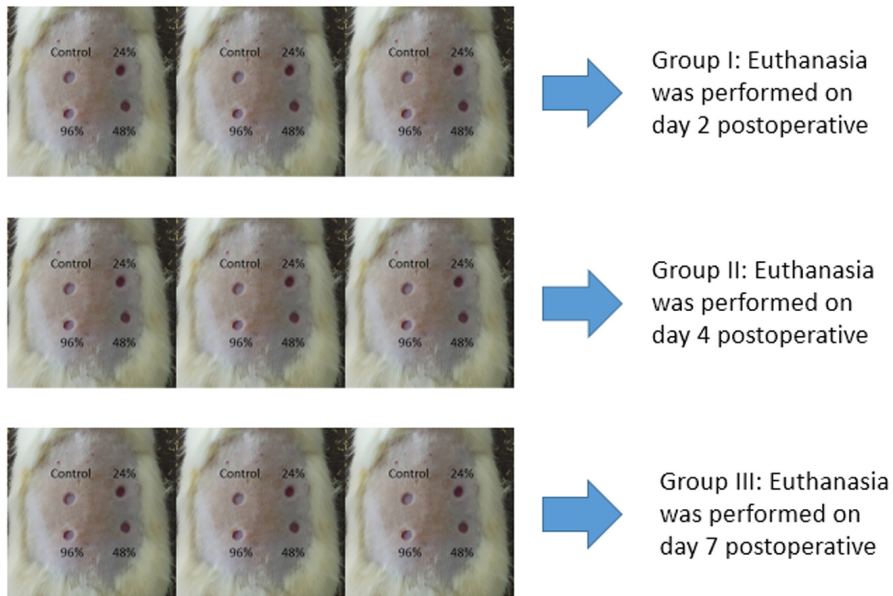 Control 24% Control 24% Control 24%
96% 48% 96% 48% 96% 48%
Group I: Euthanasia
was performed on
day 2 postoperative
Control 24% Control 24% Control 24%
96% 48% 96% 48% 96% 48%
Group II: Euthanasia
was performed on
day 4 postoperative
Control 24% Control 24% Control 24%
96% 48% 96% 48% 96% 48%
Group III: Euthanasia
was performed on
day 7 postoperative